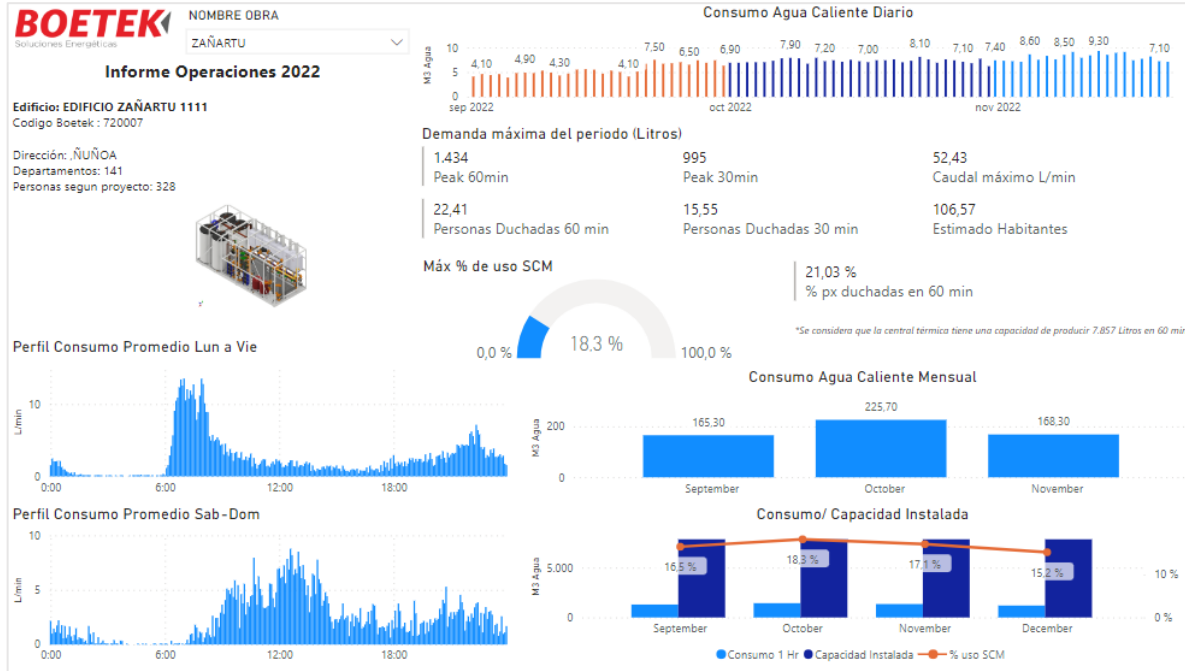 BOETEK
Soluciones Energéticas
NOMBRE OBRA
ZAÑARTU
Informe Operaciones 2022
Edificio: EDIFICIO ZAÑARTU 1111
Codigo Boetek : 720007
Dirección: ,ÑUÑOA
Departamentos: 141
Personas segun proyecto: 328
Consumo Agua Caliente Diario
M3 Agua
10
5
0
4,10 4,90 4,30 4,10 7,50 6,50 6,90 7,90 7,20 7,00 8,10 7,10 7,40 8,60 8,50 9,30 7,10
sep 2022 oct 2022 nov 2022
Demanda máxima del periodo (Litros)
1.434 995 52,43
Peak 60min Peak 30min Caudal máximo L/min
22,41 15,55 106,57
Personas Duchadas 60 min Personas Duchadas 30 min Estimado Habitantes
Máx % de uso SCM
0,0 % 18,3 % 100,0 %
21,03 %
% px duchadas en 60 min
*Se considera que la central térmica tiene una capacidad de producir 7.857 Litros en 60 min
Perfil Consumo Promedio Lun a Vie
L/min
10
0
0:00 6:00 12:00 18:00
Consumo Agua Caliente Mensual
M3 Agua
200
0
165,30 225,70 168,30
September October November
Perfil Consumo Promedio Sab-Dom
L/min
10
5
0
0:00 6:00 12:00 18:00
Consumo/ Capacidad Instalada
M3 Agua
5.000
0
16,5 % 18,3 % 17,1 % 15,2 %
10 %
0 %
September October November December
Consumo 1 Hr Capacidad Instalada % uso SCM